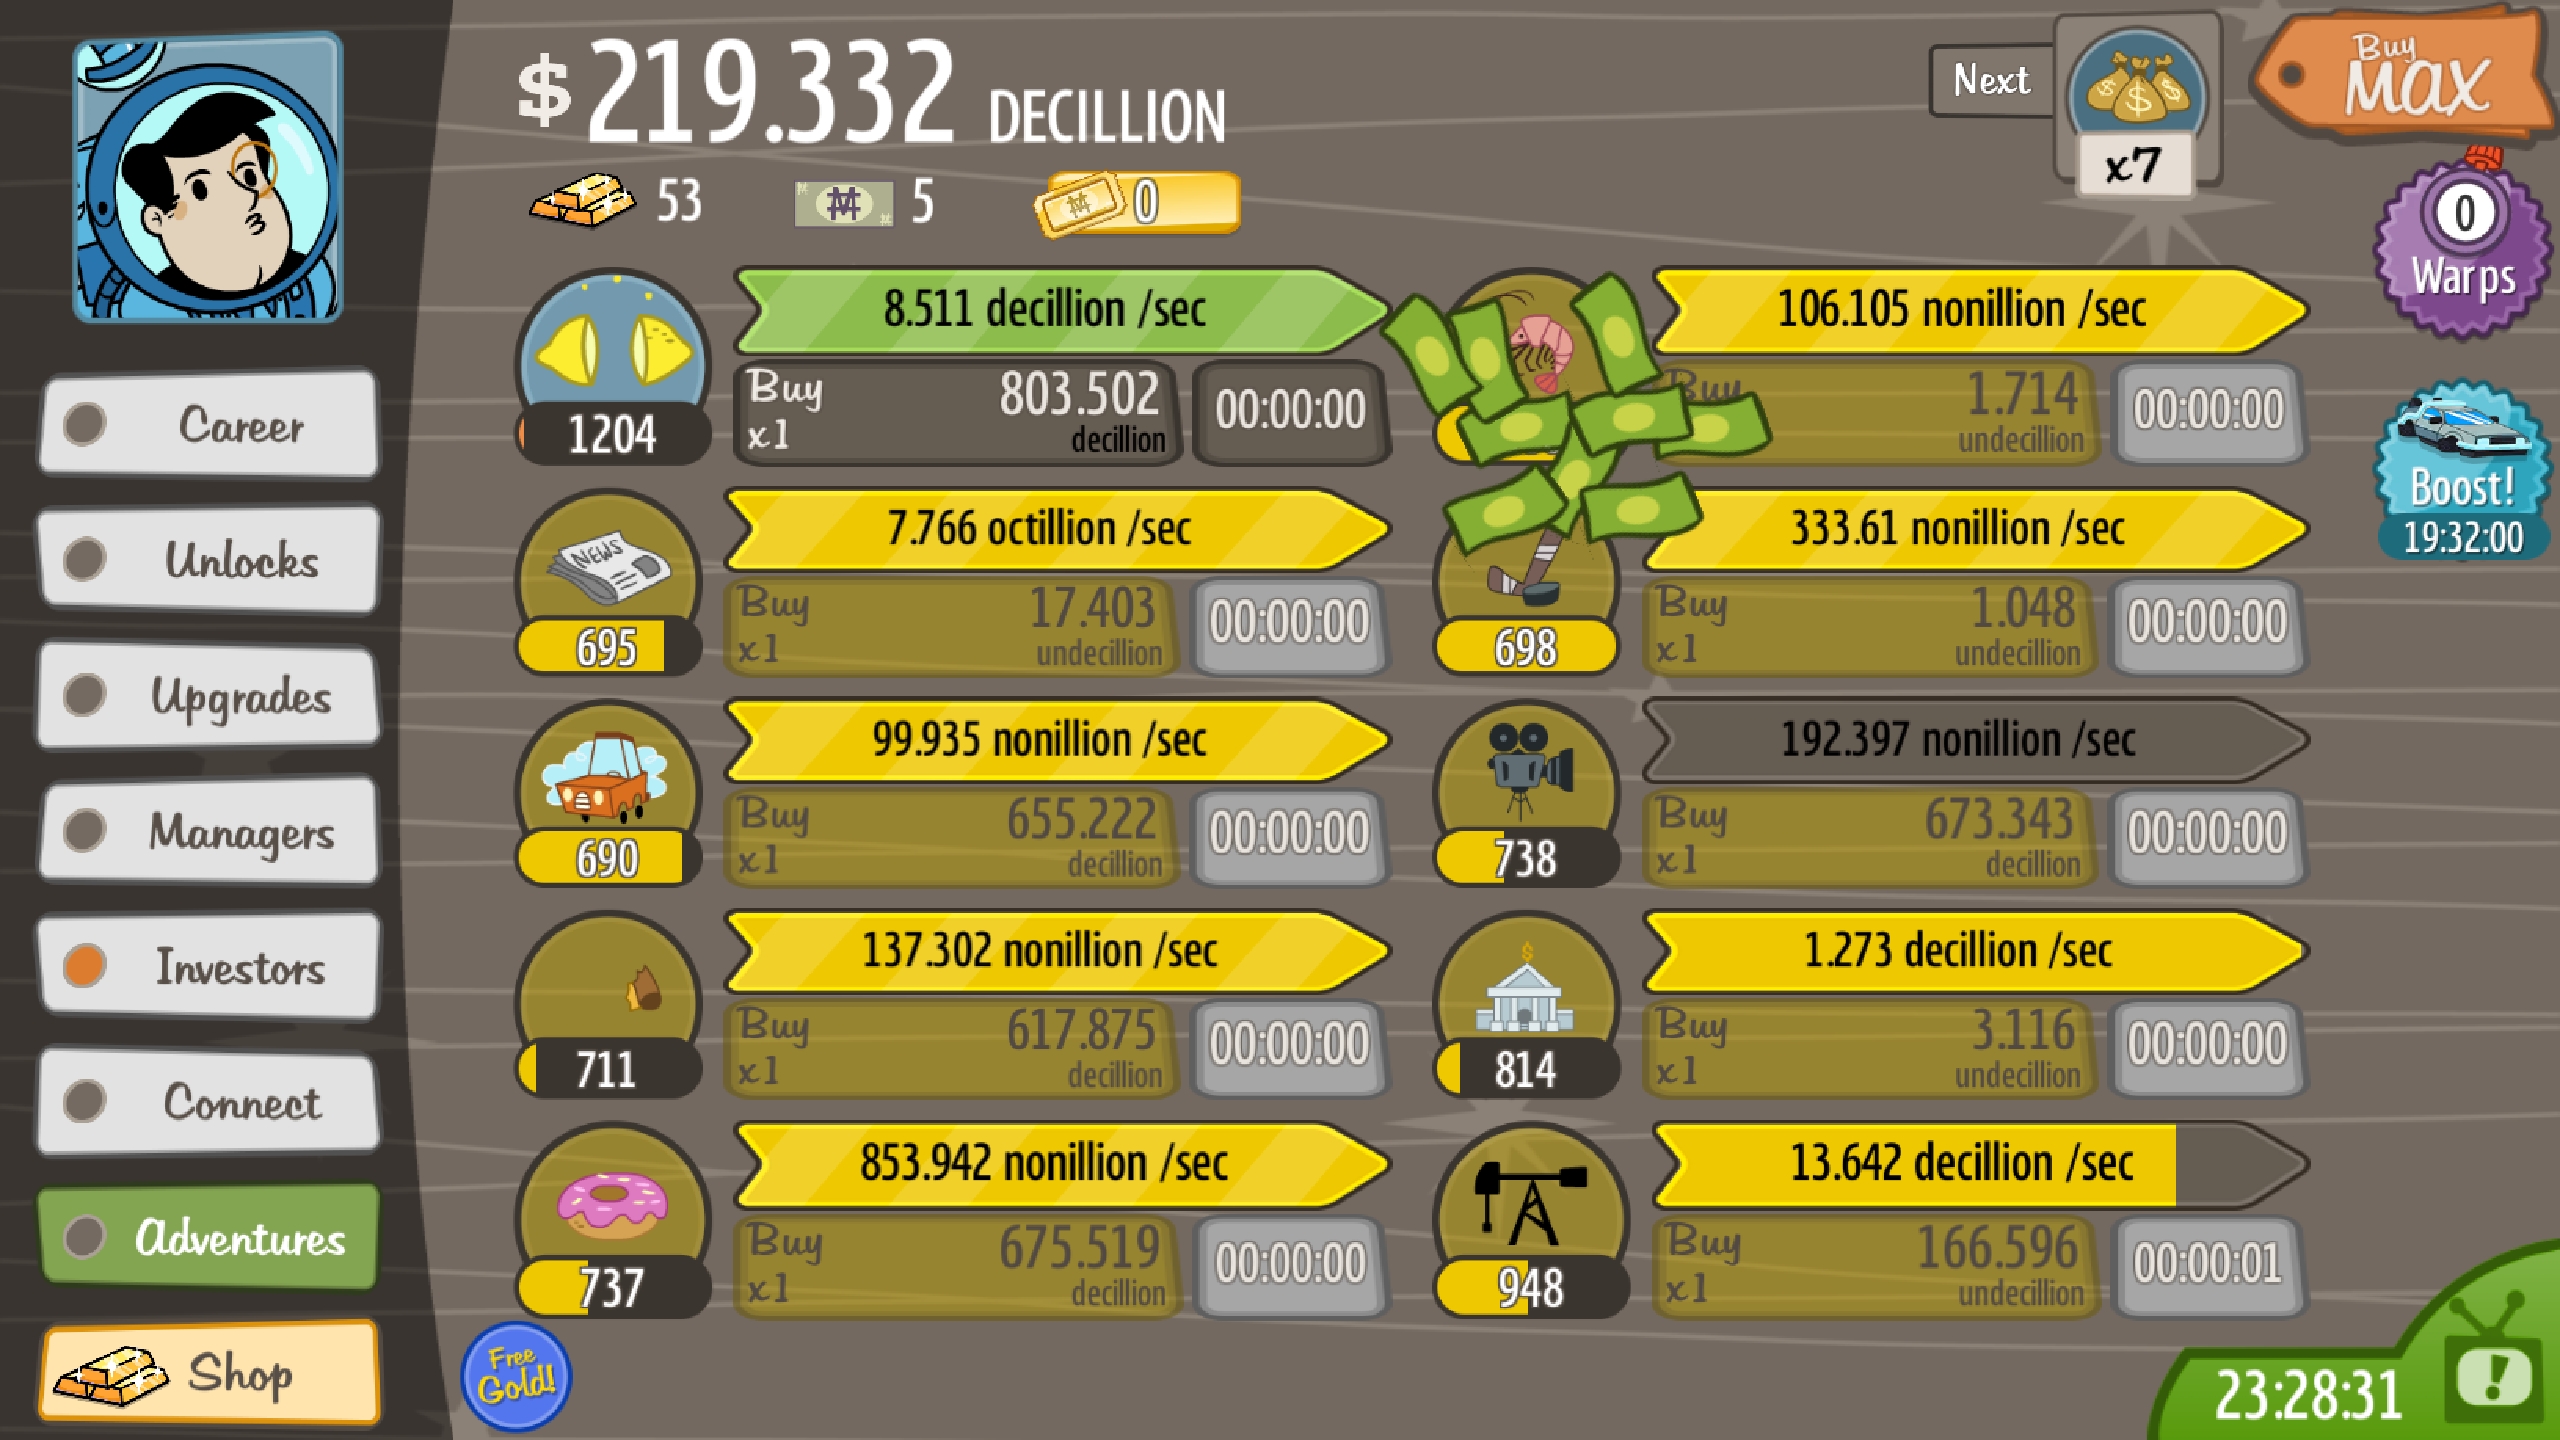 $219.332 DECILLION
53
5
0
Next
x7
Buy
MAX
0
Warps
Boost!
19:32:00
Career
Unlocks
Upgrades
Managers
Investors
Connect
Adventures
Shop
8.511 decillion /sec
1204
Buy
x1
803.502
decillion
00:00:00
106.105 nonillion /sec
Buy
1.714
undecillion
00:00:00
NEWS
7.766 octillion /sec
695
Buy
x1
17.403
undecillion
00:00:00
333.61 nonillion /sec
698
Buy
x1
1.048
undecillion
00:00:00
99.935 nonillion /sec
690
Buy
x1
655.222
decillion
00:00:00
192.397 nonillion /sec
738
Buy
x1
673.343
decillion
00:00:00
137.302 nonillion /sec
711
Buy
x1
617.875
decillion
00:00:00
1.273 decillion /sec
814
Buy
x1
3.116
undecillion
00:00:00
853.942 nonillion /sec
737
Buy
x1
675.519
decillion
00:00:00
13.642 decillion /sec
948
Buy
x1
166.596
undecillion
00:00:01
Free
Gold!
23:28:31
!